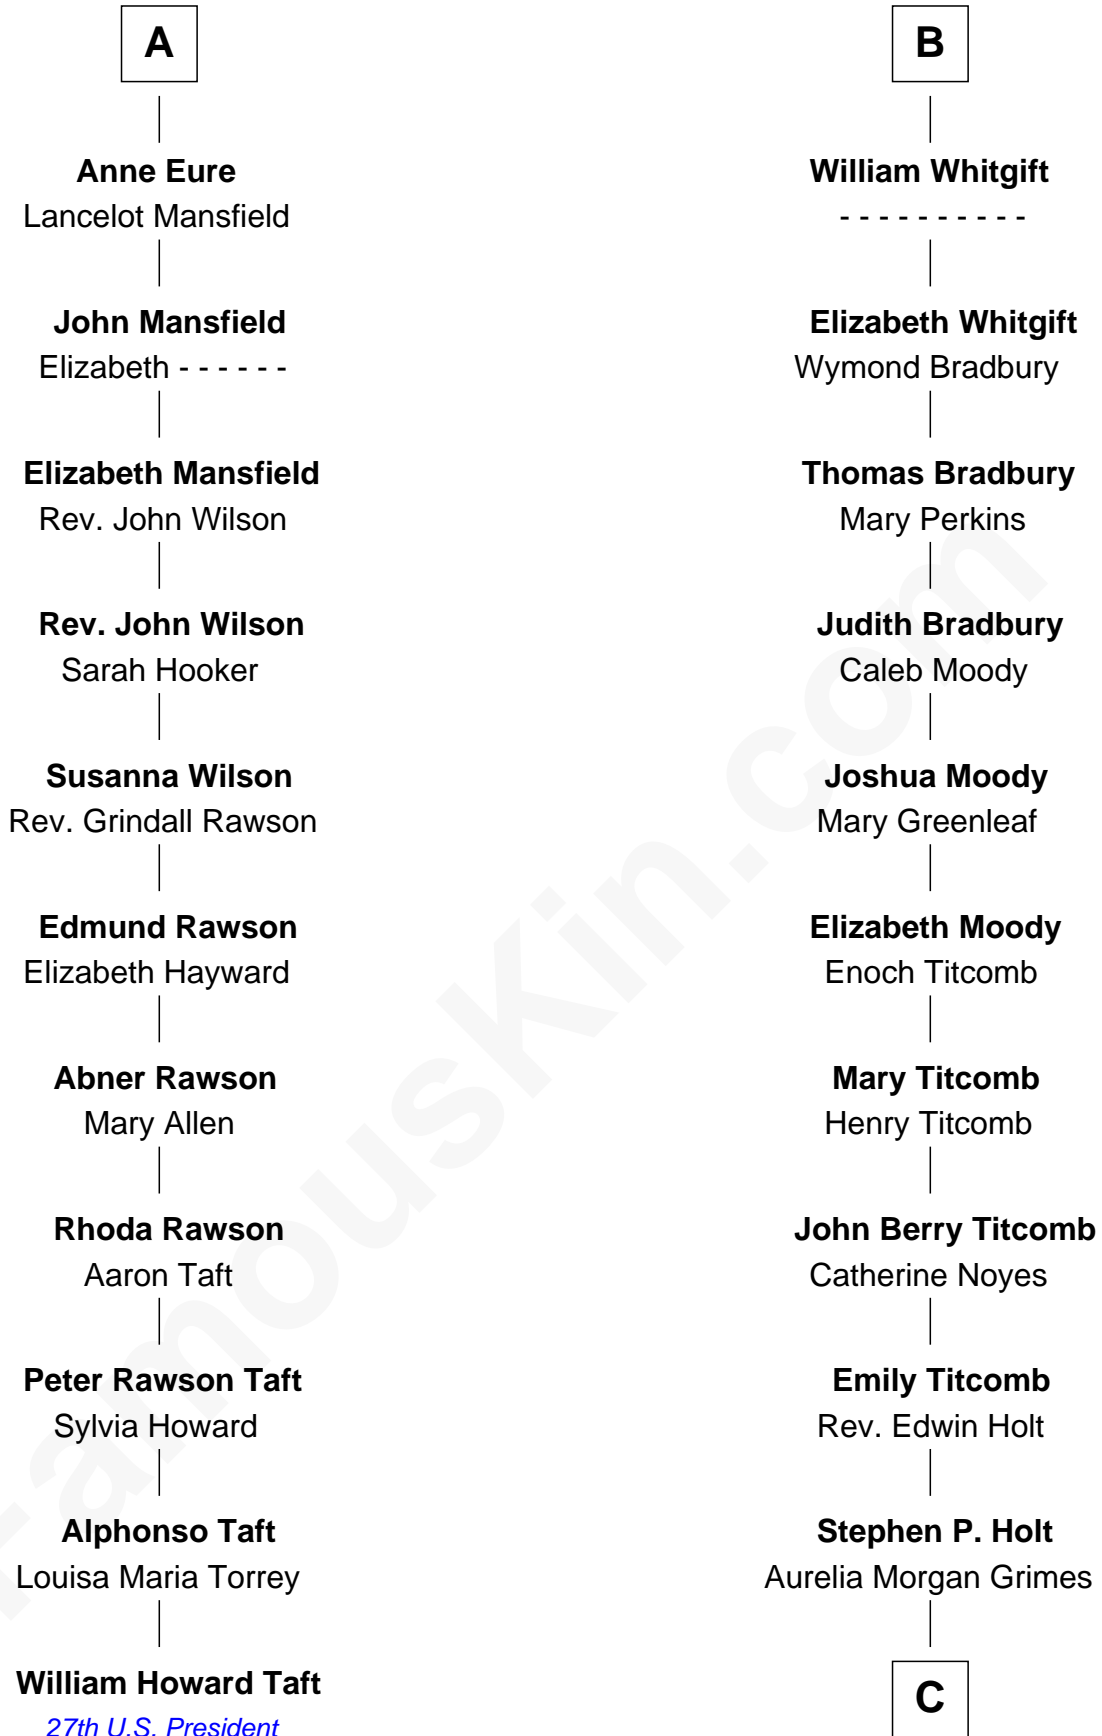 A
Anne Eure
Lancelot Mansfield
John Mansfield
Elizabeth - - - - - -
Elizabeth Mansfield
Rev. John Wilson
Rev. John Wilson
Sarah Hooker
Susanna Wilson
Rev. Grindall Rawson
Edmund Rawson
Elizabeth Hayward
Abner Rawson
Mary Allen
Rhoda Rawson
Aaron Taft
Peter Rawson Taft
Sylvia Howard
Alphonso Taft
Louisa Maria Torrey
William Howard Taft
27th U.S. President
B
William Whitgift
- - - - - - - - - -
Elizabeth Whitgift
Wymond Bradbury
Thomas Bradbury
Mary Perkins
Judith Bradbury
Caleb Moody
Joshua Moody
Mary Greenleaf
Elizabeth Moody
Enoch Titcomb
Mary Titcomb
Henry Titcomb
John Berry Titcomb
Catherine Noyes
Emily Titcomb
Rev. Edwin Holt
Stephen P. Holt
Aurelia Morgan Grimes
C
FamousKin.com